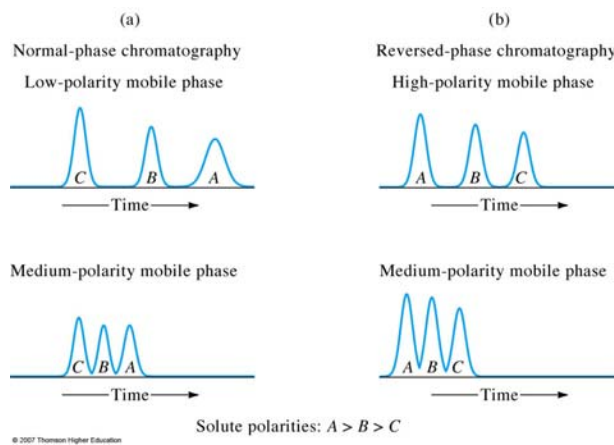 (a)
Normal-phase chromatography
Low-polarity mobile phase
C B A
Time
Medium-polarity mobile phase
C B A
Time
(b)
Reversed-phase chromatography
High-polarity mobile phase
A B C
Time
Medium-polarity mobile phase
A B C
Time
Solute polarities: A > B > C
© 2007 Thomson Higher Education